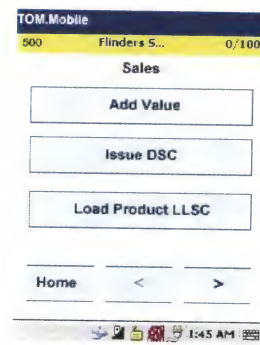 TOM.Mobile
500 Flinders S... 0/100
Sales
Add Value
Issue DSC
Load Product LLSC
Home < >
1:45 AM